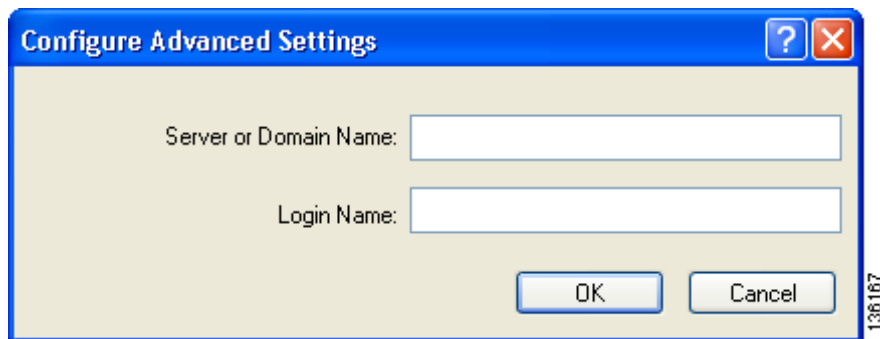 Configure Advanced Settings
?
Server or Domain Name:
Login Name:
OK
Cancel
136167